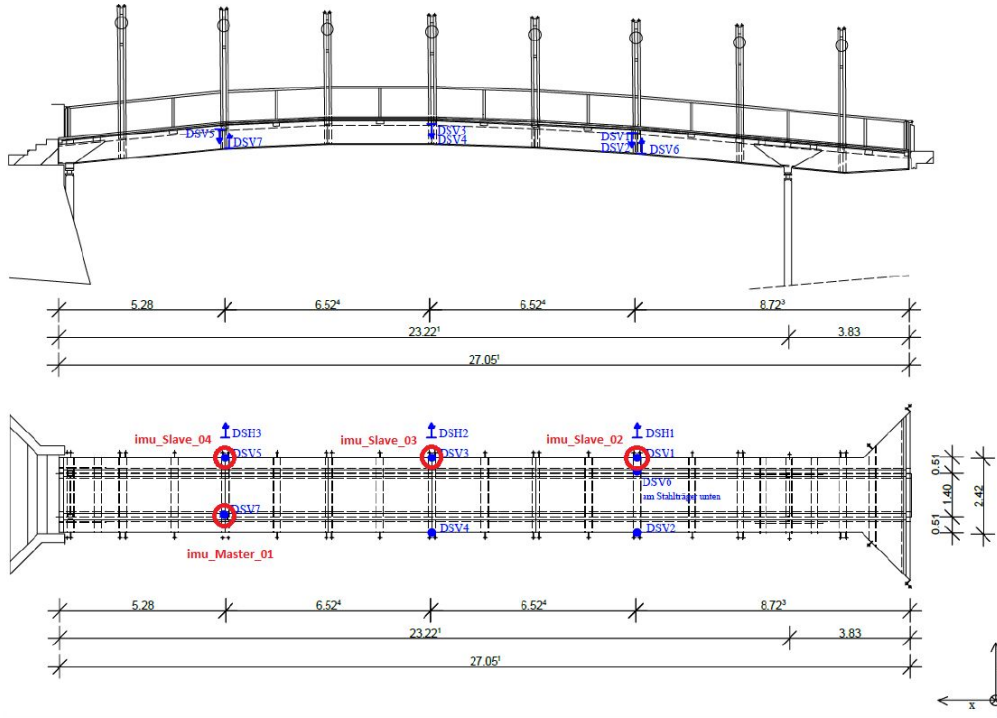 DSV5
DSV7
DSV3
DSV4
DSV1
DSV2
DSV6
5.28
6.52⁴
6.52⁴
8.72³
23.22¹
3.83
27.05¹
imu_Slave_04
DSH3
DSV5
imu_Slave_03
DSH2
DSV3
imu_Slave_02
DSH1
DSV1
DSV6
am Stahlträger unten
DSV7
DSV4
DSV2
imu_Master_01
0.51
1.40
0.51
2.42
5.28
6.52⁴
6.52⁴
8.72³
23.22¹
3.83
27.05¹
x